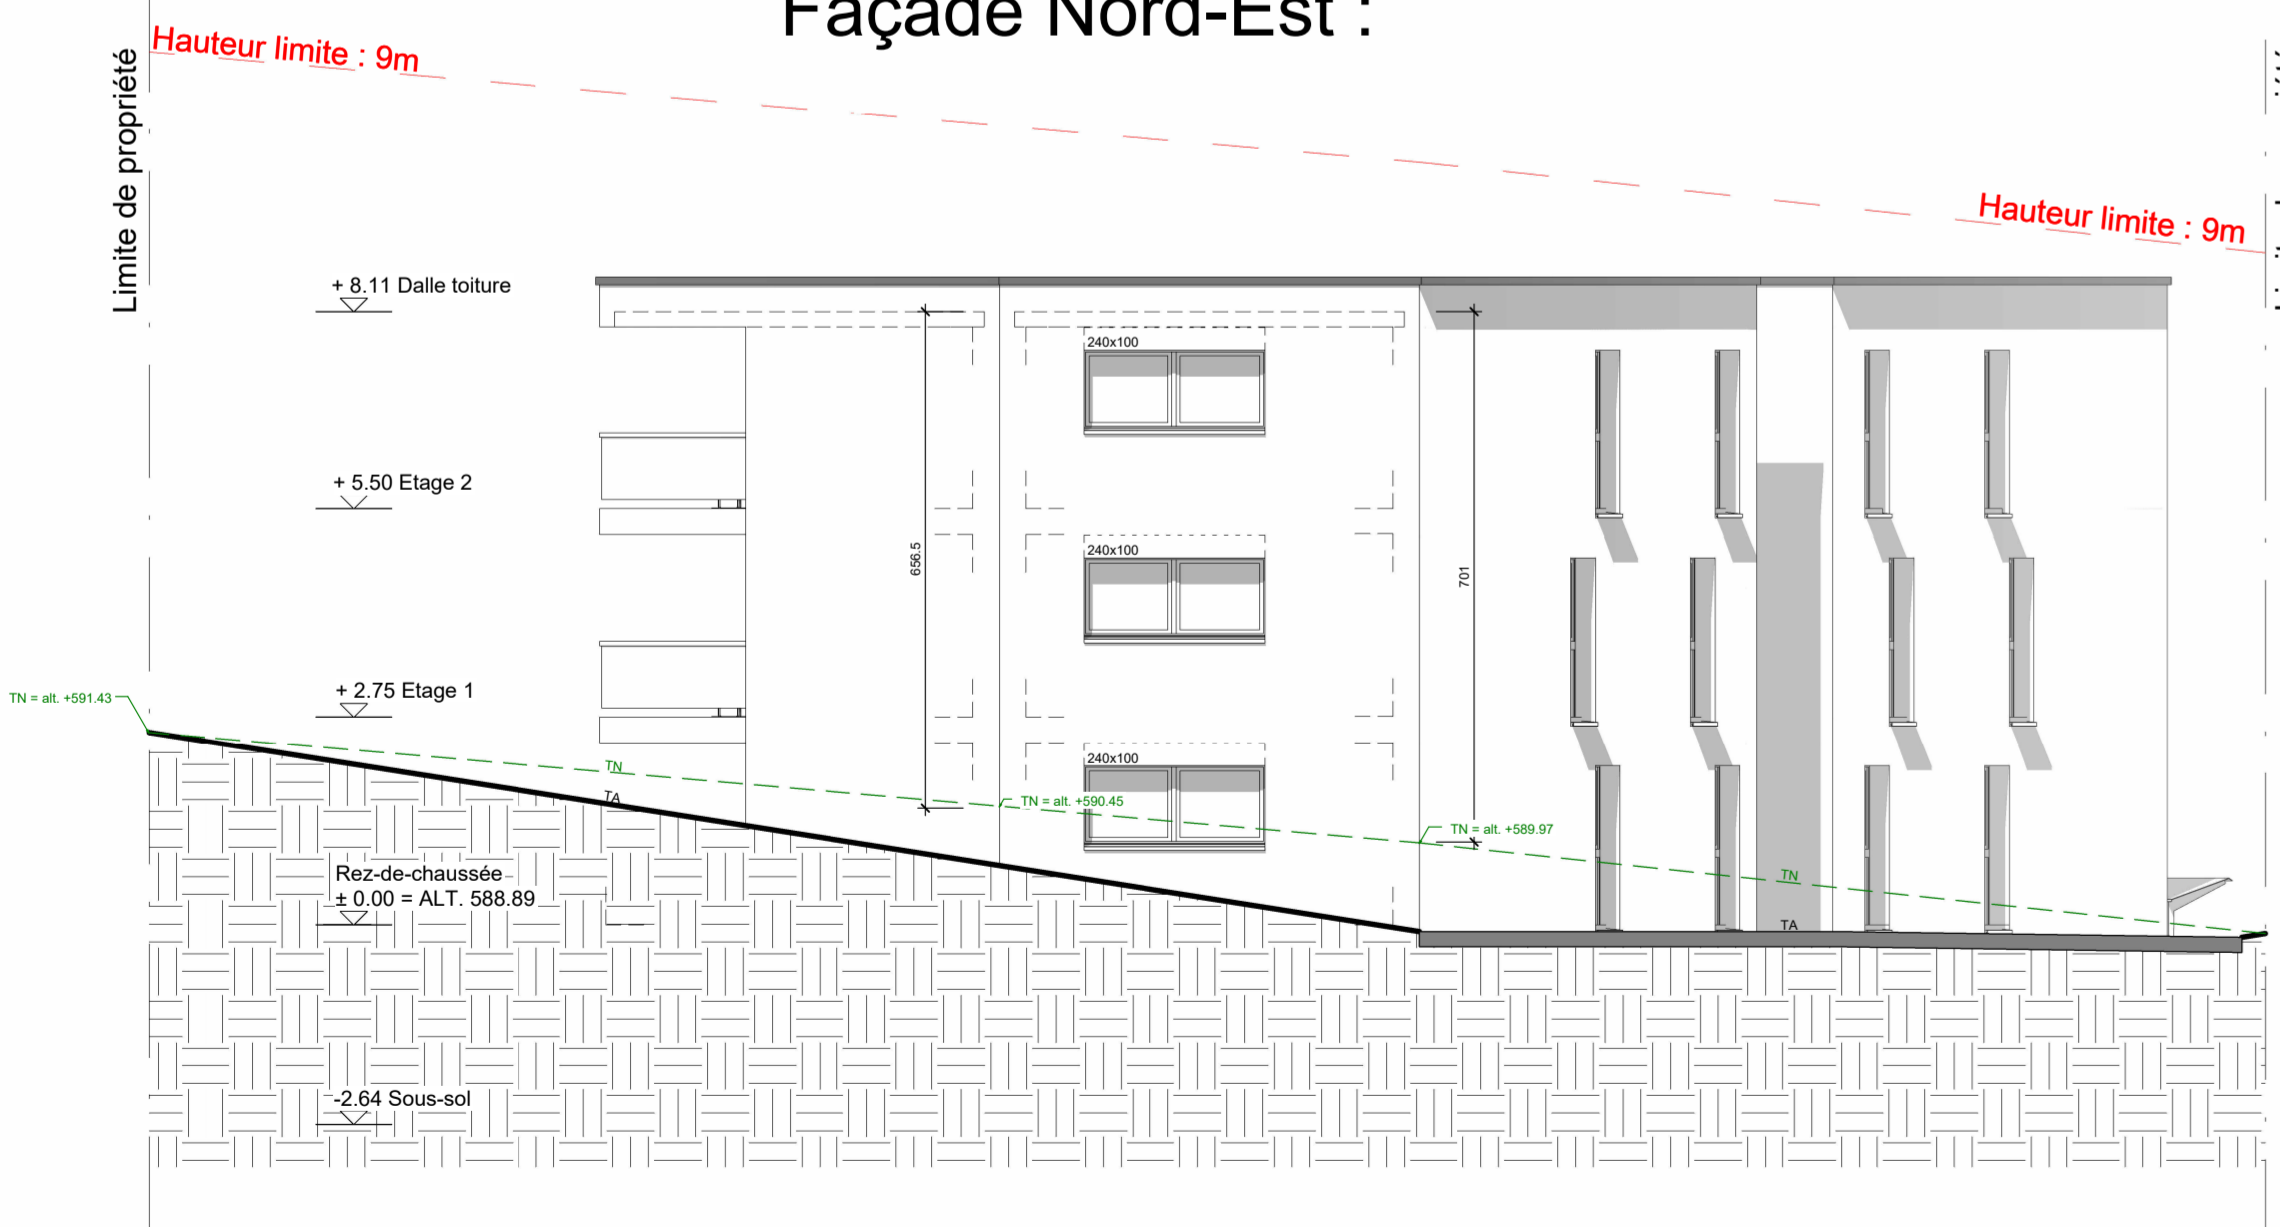 Façade Nord-Est :
Hauteur limite : 9m
Limite de propriété
Hauteur limite : 9m
+ 8.11 Dalle toiture
240x100
+ 5.50 Etage 2
656.5
240x100
701
+ 2.75 Etage 1
TN = alt. +591.43
TN
240x100
TA
TN = alt. +590.45
TN = alt. +589.97
Rez-de-chaussée
± 0.00 = ALT. 588.89
TN
TA
-2.64 Sous-sol